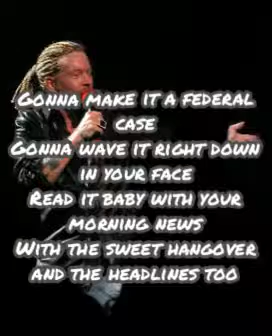 Gonna make it a federal
case
Gonna wave it right down
in your face
Read it baby with your
morning news
With the sweet hangover
and the headlines too